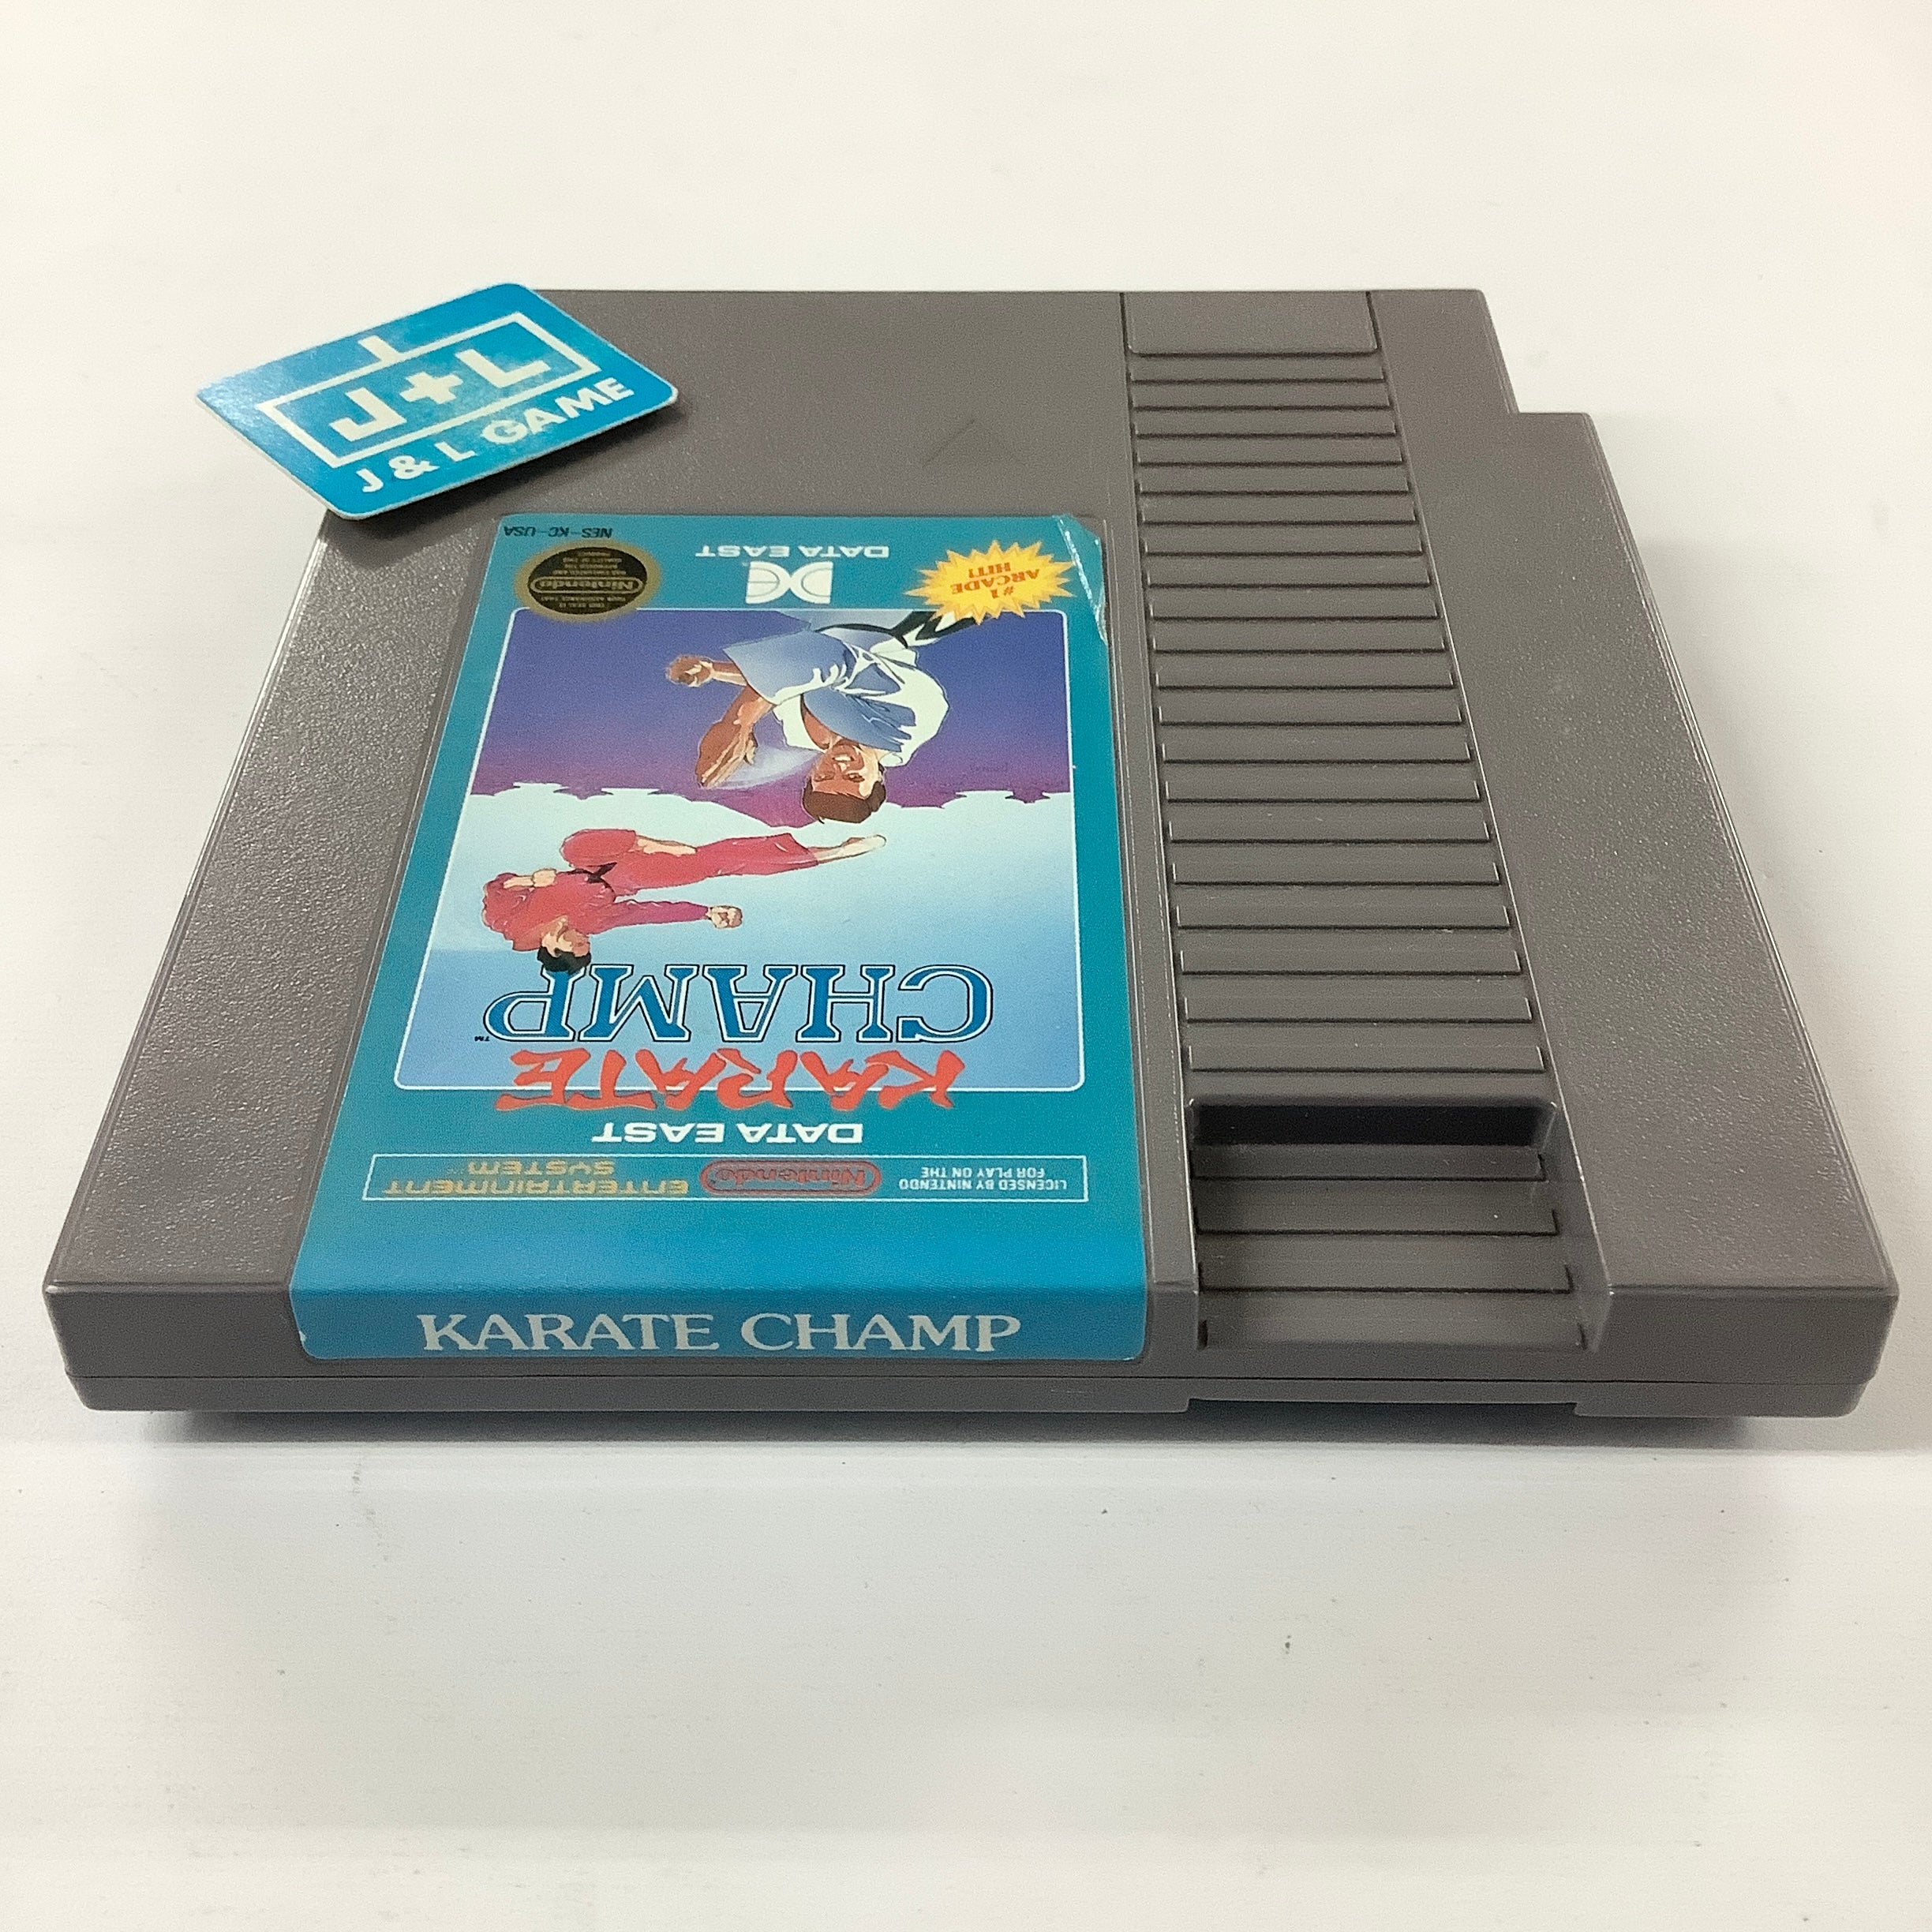 J+L
J & L GAME
LICENSED BY NINTENDO
FOR PLAY ON THE
Nintendo
ENTERTAINMENT
SYSTEM
DATA EAST
KARATE
CHAMP™
#1
ARCADE
HIT!
DATA EAST
Nintendo
NES-KC-USA
KARATE CHAMP